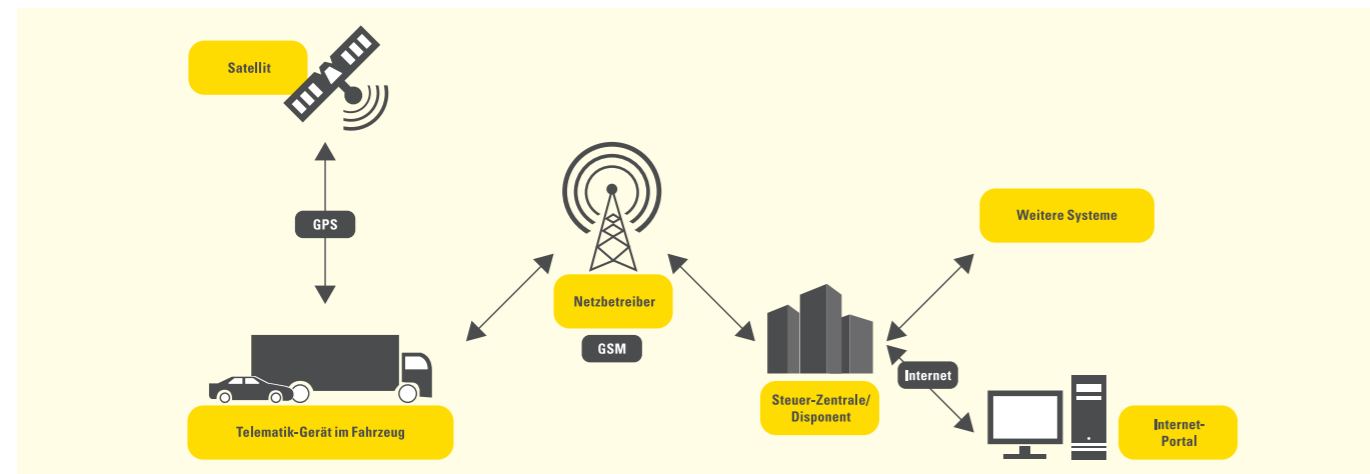 Satellit
GPS
Weitere Systeme
Netzbetreiber
GSM
Internet
Steuer-Zentrale/
Disponent
Telematik-Gerät im Fahrzeug
Internet-
Portal